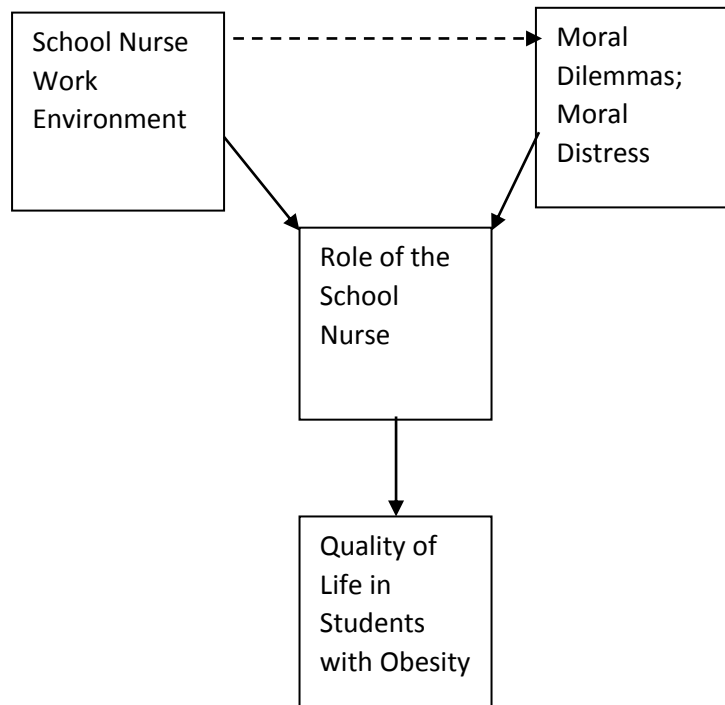 School Nurse
Work
Environment
Moral
Dilemmas;
Moral
Distress
Role of the
School
Nurse
Quality of
Life in
Students
with Obesity